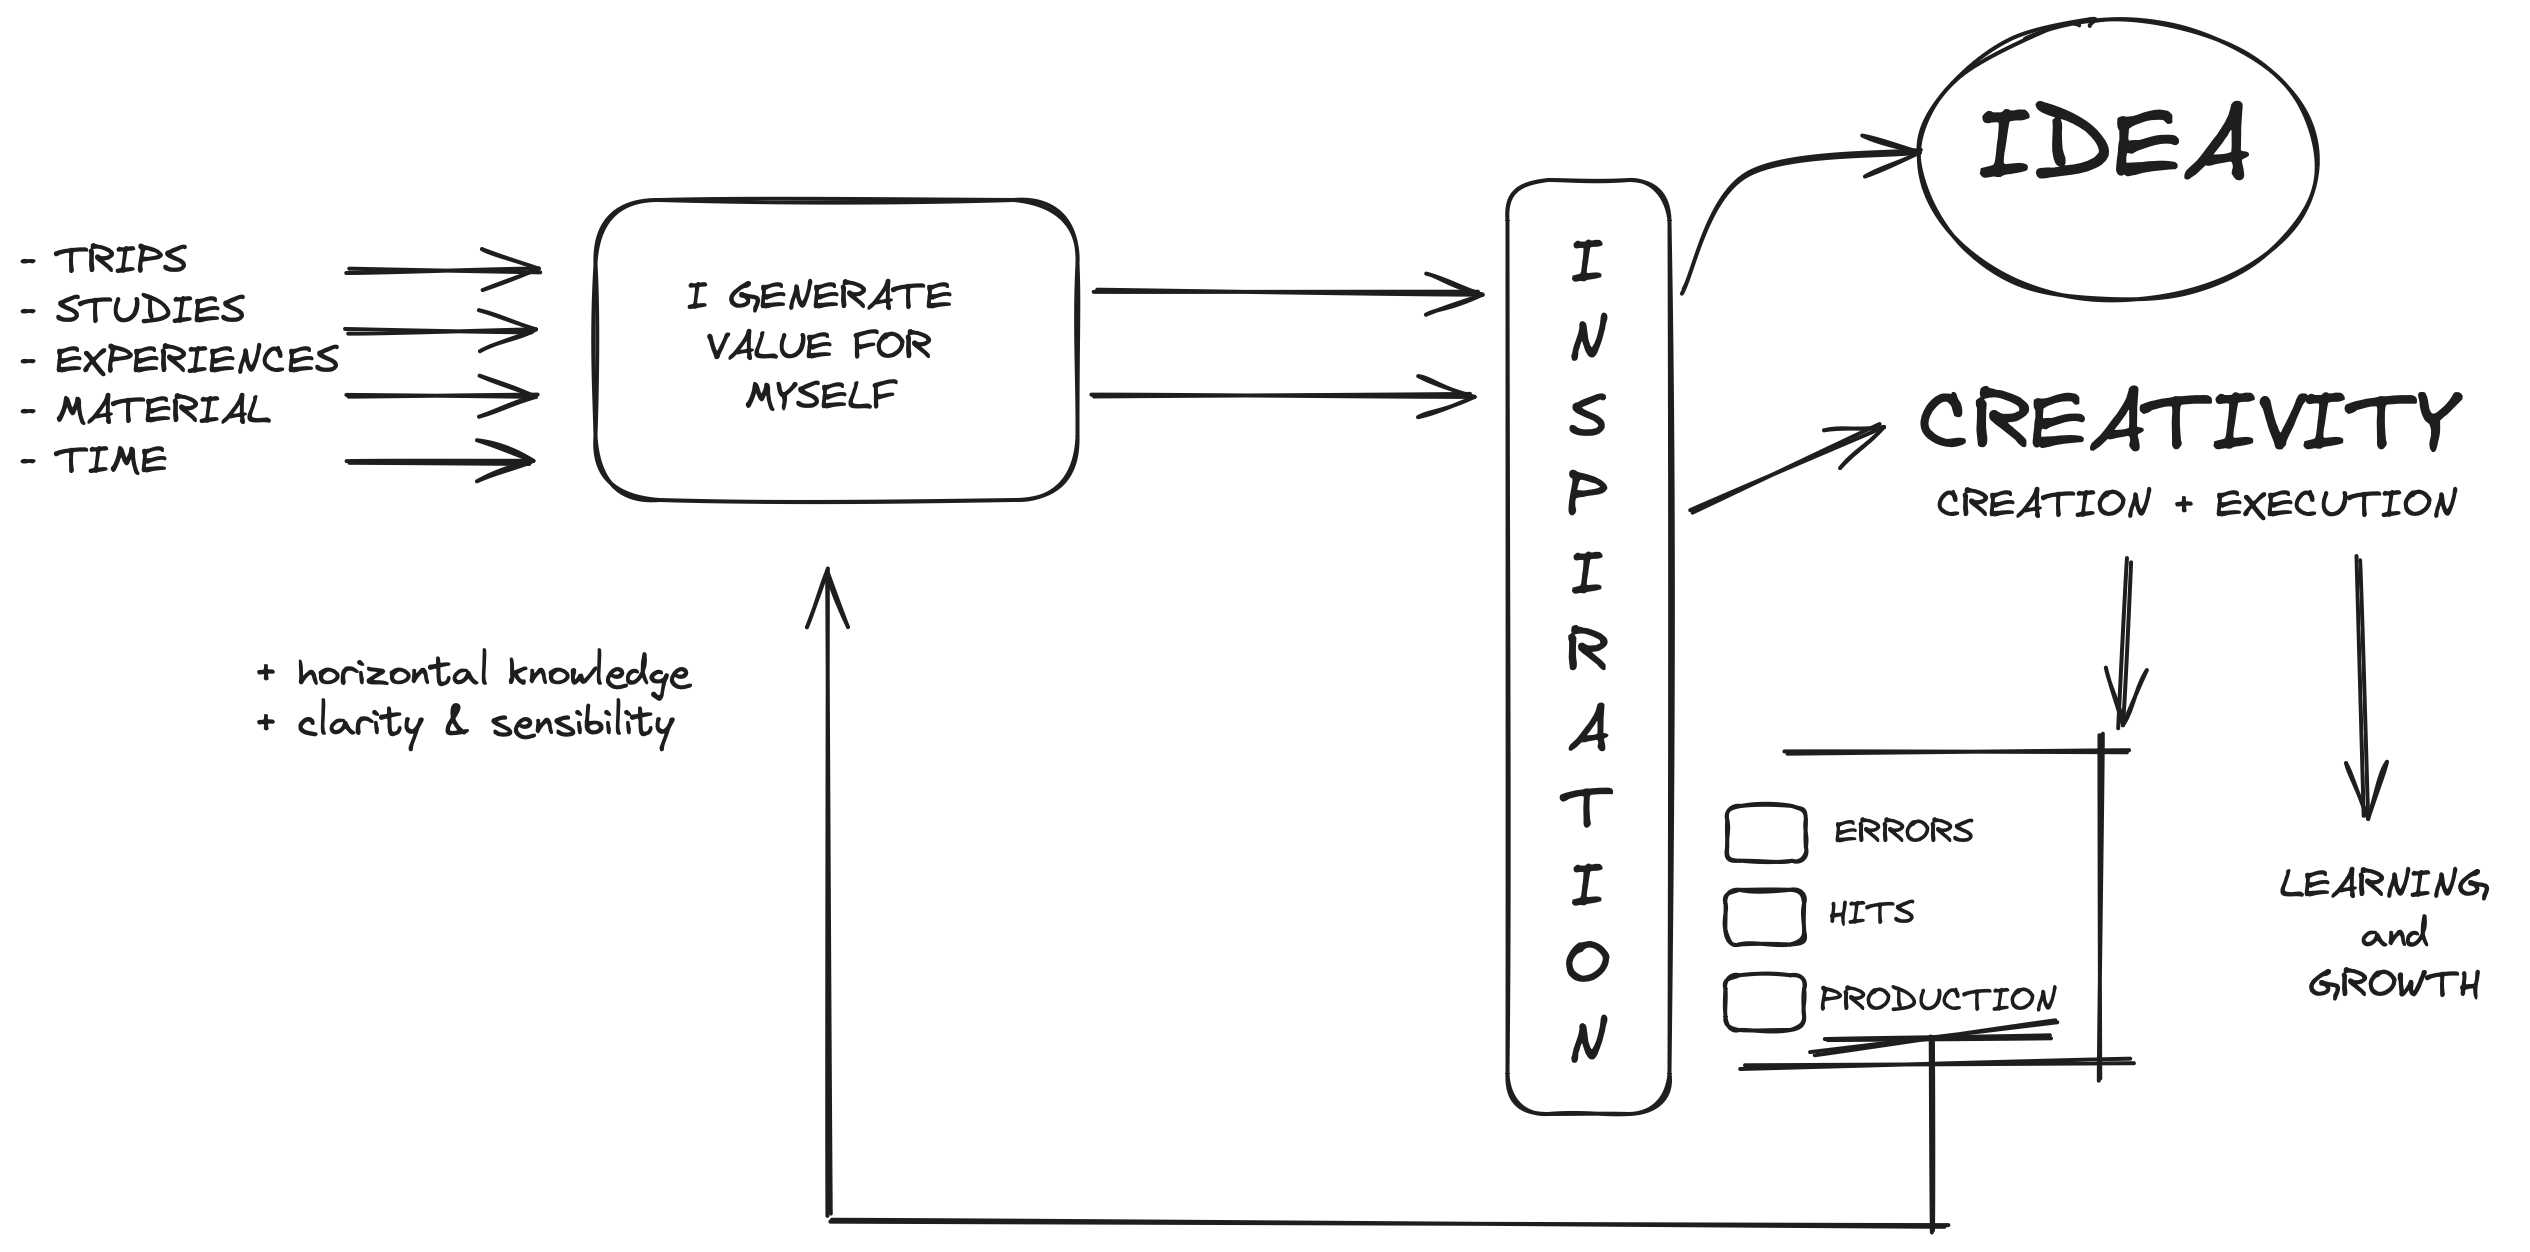 - TRIPS
- STUDIES
- EXPERIENCES
- MATERIAL
- TIME
I GENERATE
VALUE FOR
MYSELF
+ horizontal knowledge
+ clarity & sensibility
I
N
S
P
I
R
A
T
I
O
N
IDEA
CREATIVITY
CREATION + EXECUTION
ERRORS
HITS
PRODUCTION
LEARNING
and
GROWTH